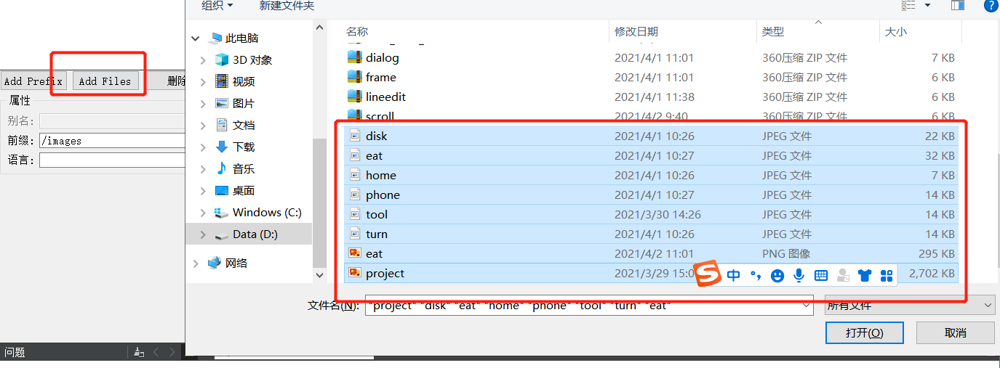 组织 新建文件夹
Add Prefix Add Files 删除
属性
别名:
前缀: /images
语言:
此电脑
3D 对象
视频
图片
文档
下载
音乐
桌面
Windows (C:)
Data (D:)
网络
名称 修改日期 类型 大小
dialog 2021/4/1 11:01 360压缩 ZIP 文件 7 KB
frame 2021/4/1 11:01 360压缩 ZIP 文件 8 KB
lineedit 2021/4/1 11:38 360压缩 ZIP 文件 8 KB
scroll 2021/4/2 9:40 360压缩 ZIP 文件 8 KB
disk 2021/4/1 10:26 JPEG 文件 22 KB
eat 2021/4/1 10:27 JPEG 文件 32 KB
home 2021/4/1 10:26 JPEG 文件 7 KB
phone 2021/4/1 10:27 JPEG 文件 14 KB
tool 2021/3/30 14:26 JPEG 文件 14 KB
turn 2021/4/1 10:26 JPEG 文件 14 KB
eat 2021/4/2 11:01 PNG 图像 295 KB
project 2021/3/29 15:0 中 2,702 KB
文件名(N): "project" "disk" "eat" "home" "phone" "tool" "turn" "eat" 所有文件
打开(O) 取消
问题